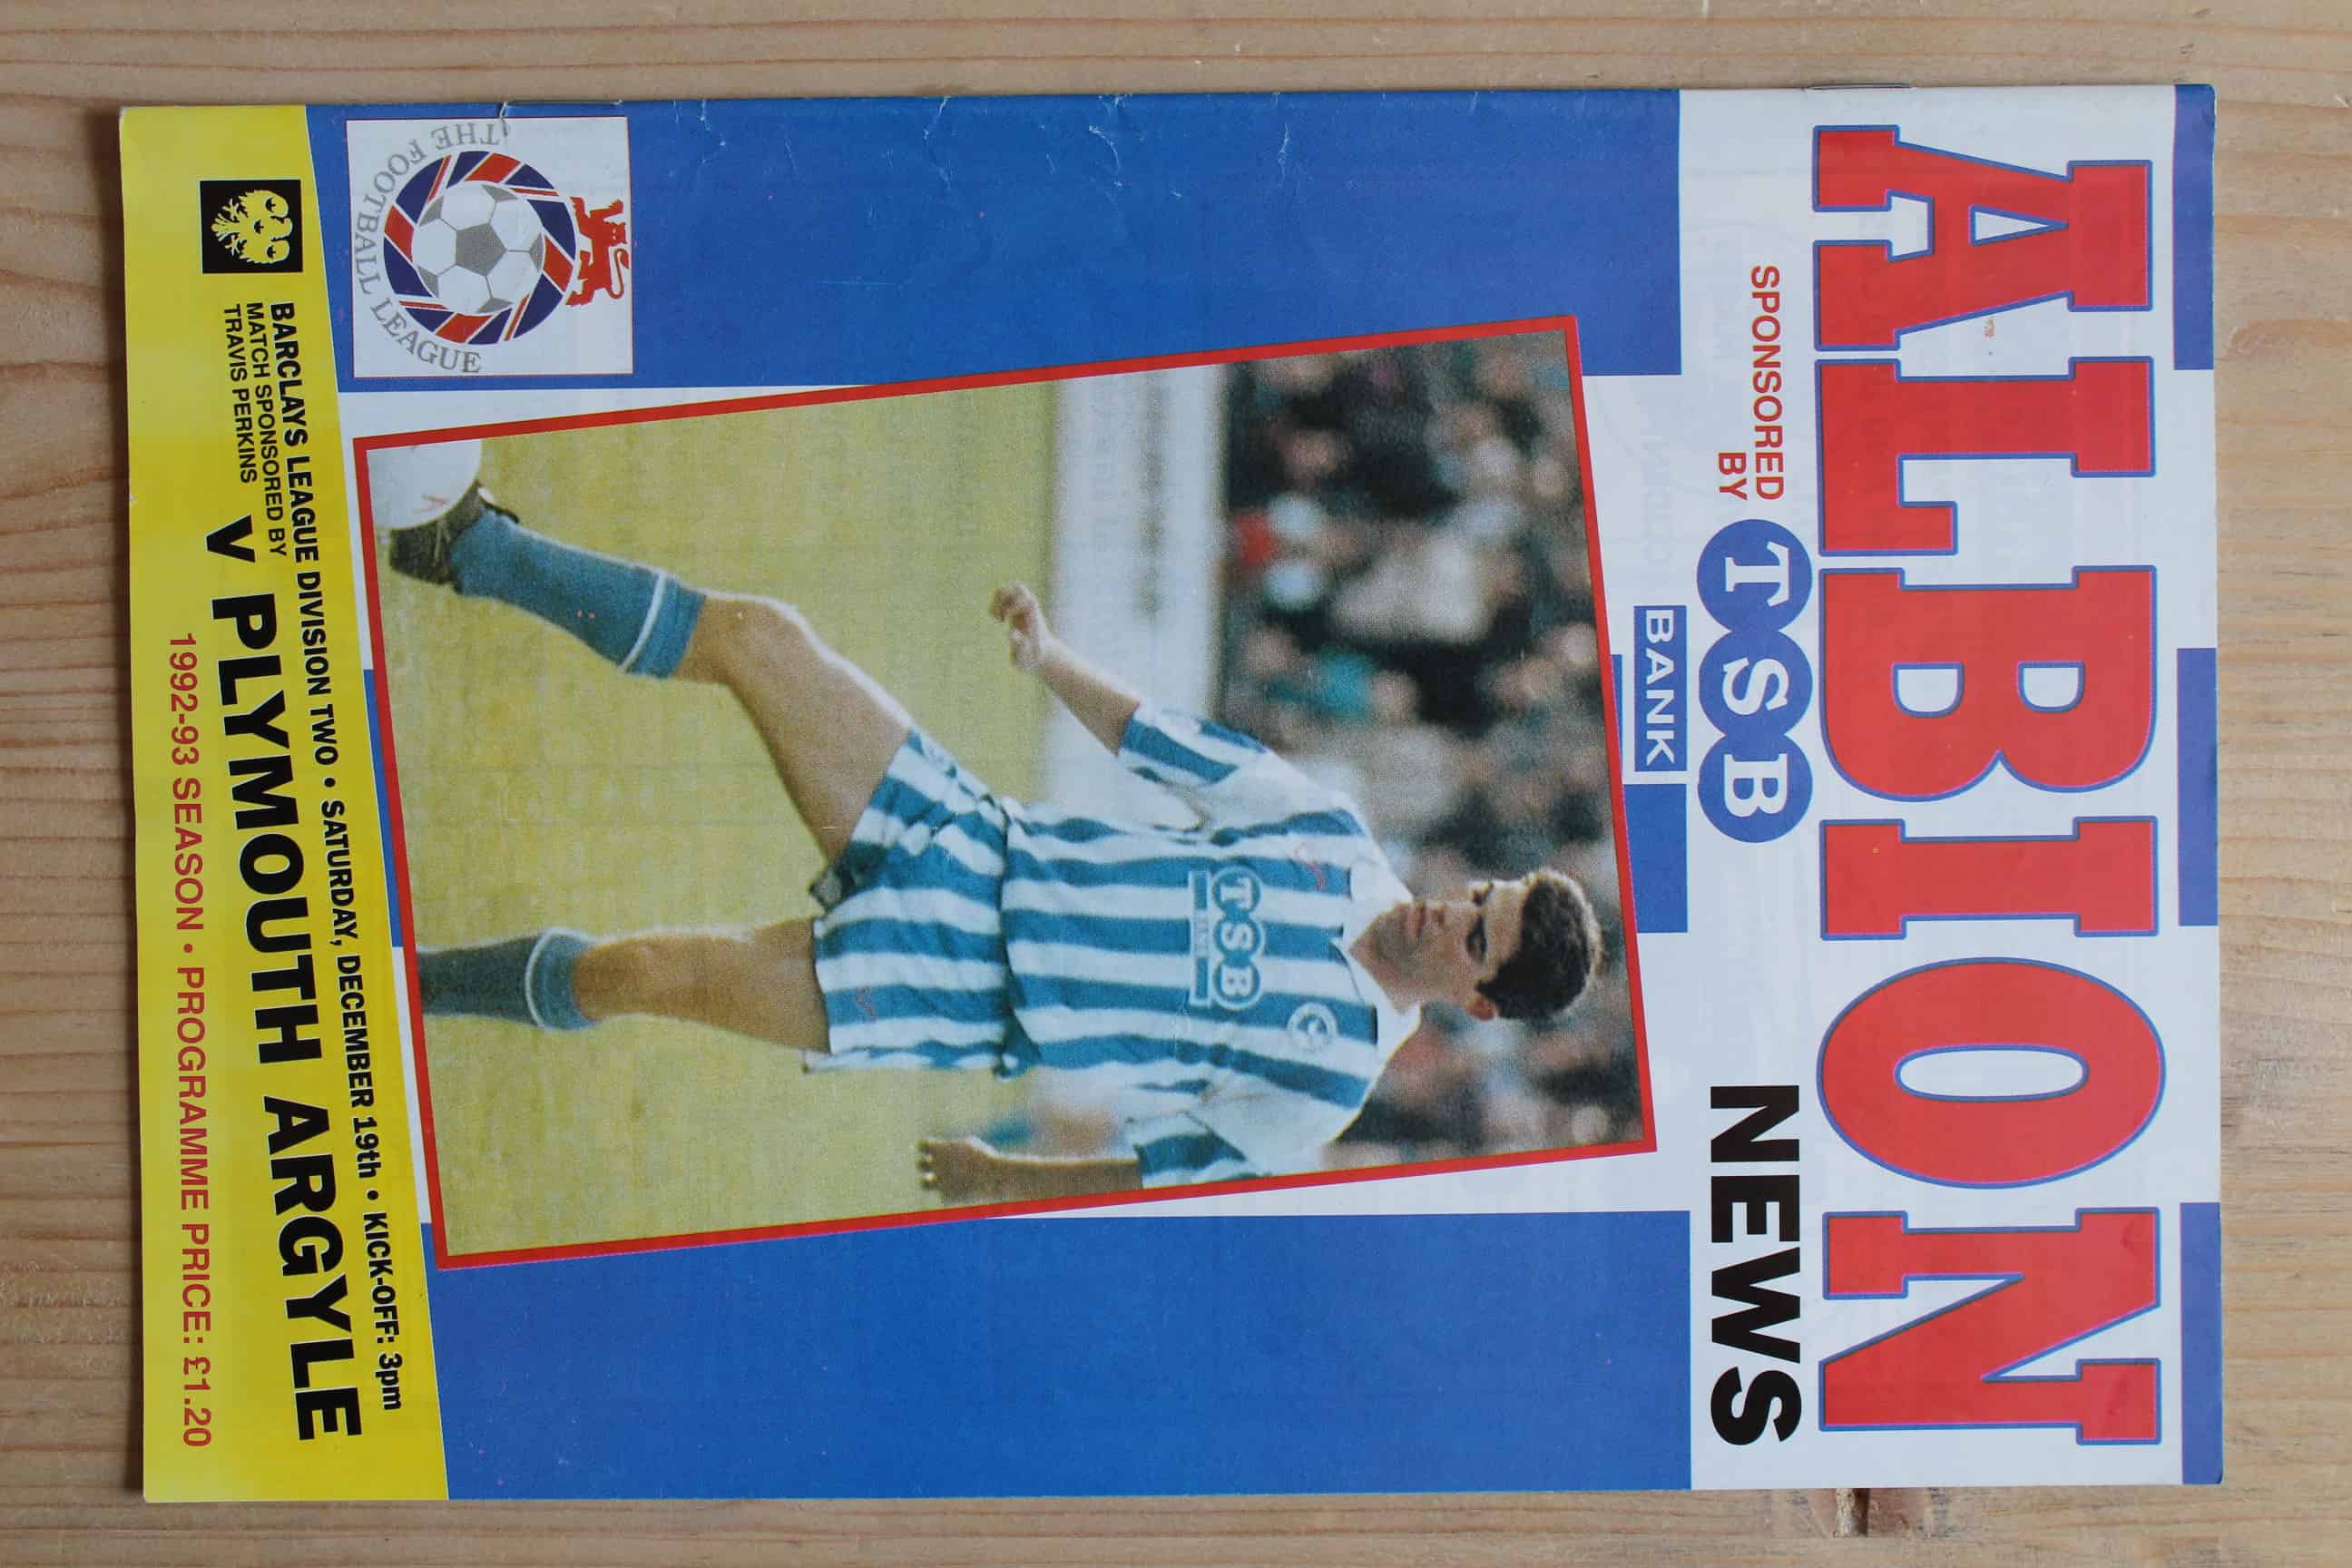 ALBION
SPONSORED
BY
TSB
BANK
NEWS
TSB
BANK
THE FOOTBALL LEAGUE
BARCLAYS LEAGUE DIVISION TWO • SATURDAY, DECEMBER 19th • KICK-OFF: 3pm
MATCH SPONSORED BY
TRAVIS PERKINS
V PLYMOUTH ARGYLE
1992-93 SEASON • PROGRAMME PRICE: £1.20